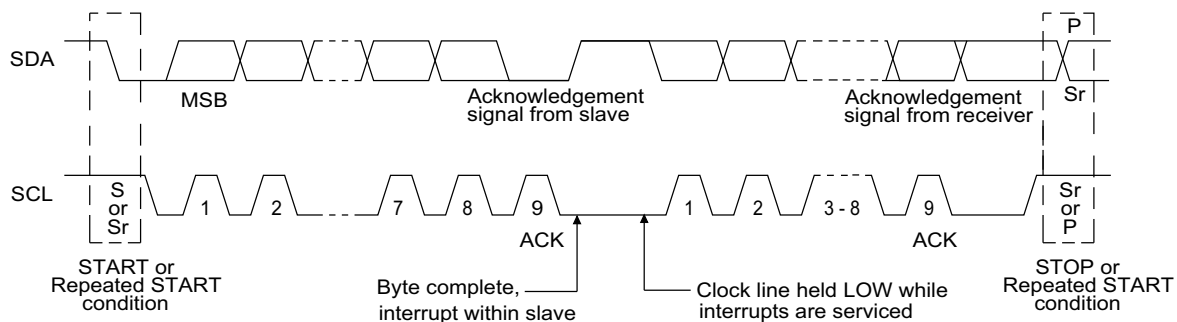 P
SDA
MSB
Acknowledgement
signal from slave
Acknowledgement
signal from receiver
Sr
SCL
S
or
Sr
1
2
7
8
9
1
2
3 - 8
9
Sr
or
P
ACK
ACK
START or
Repeated START
condition
Byte complete,
interrupt within slave
Clock line held LOW while
interrupts are serviced
STOP or
Repeated START
condition